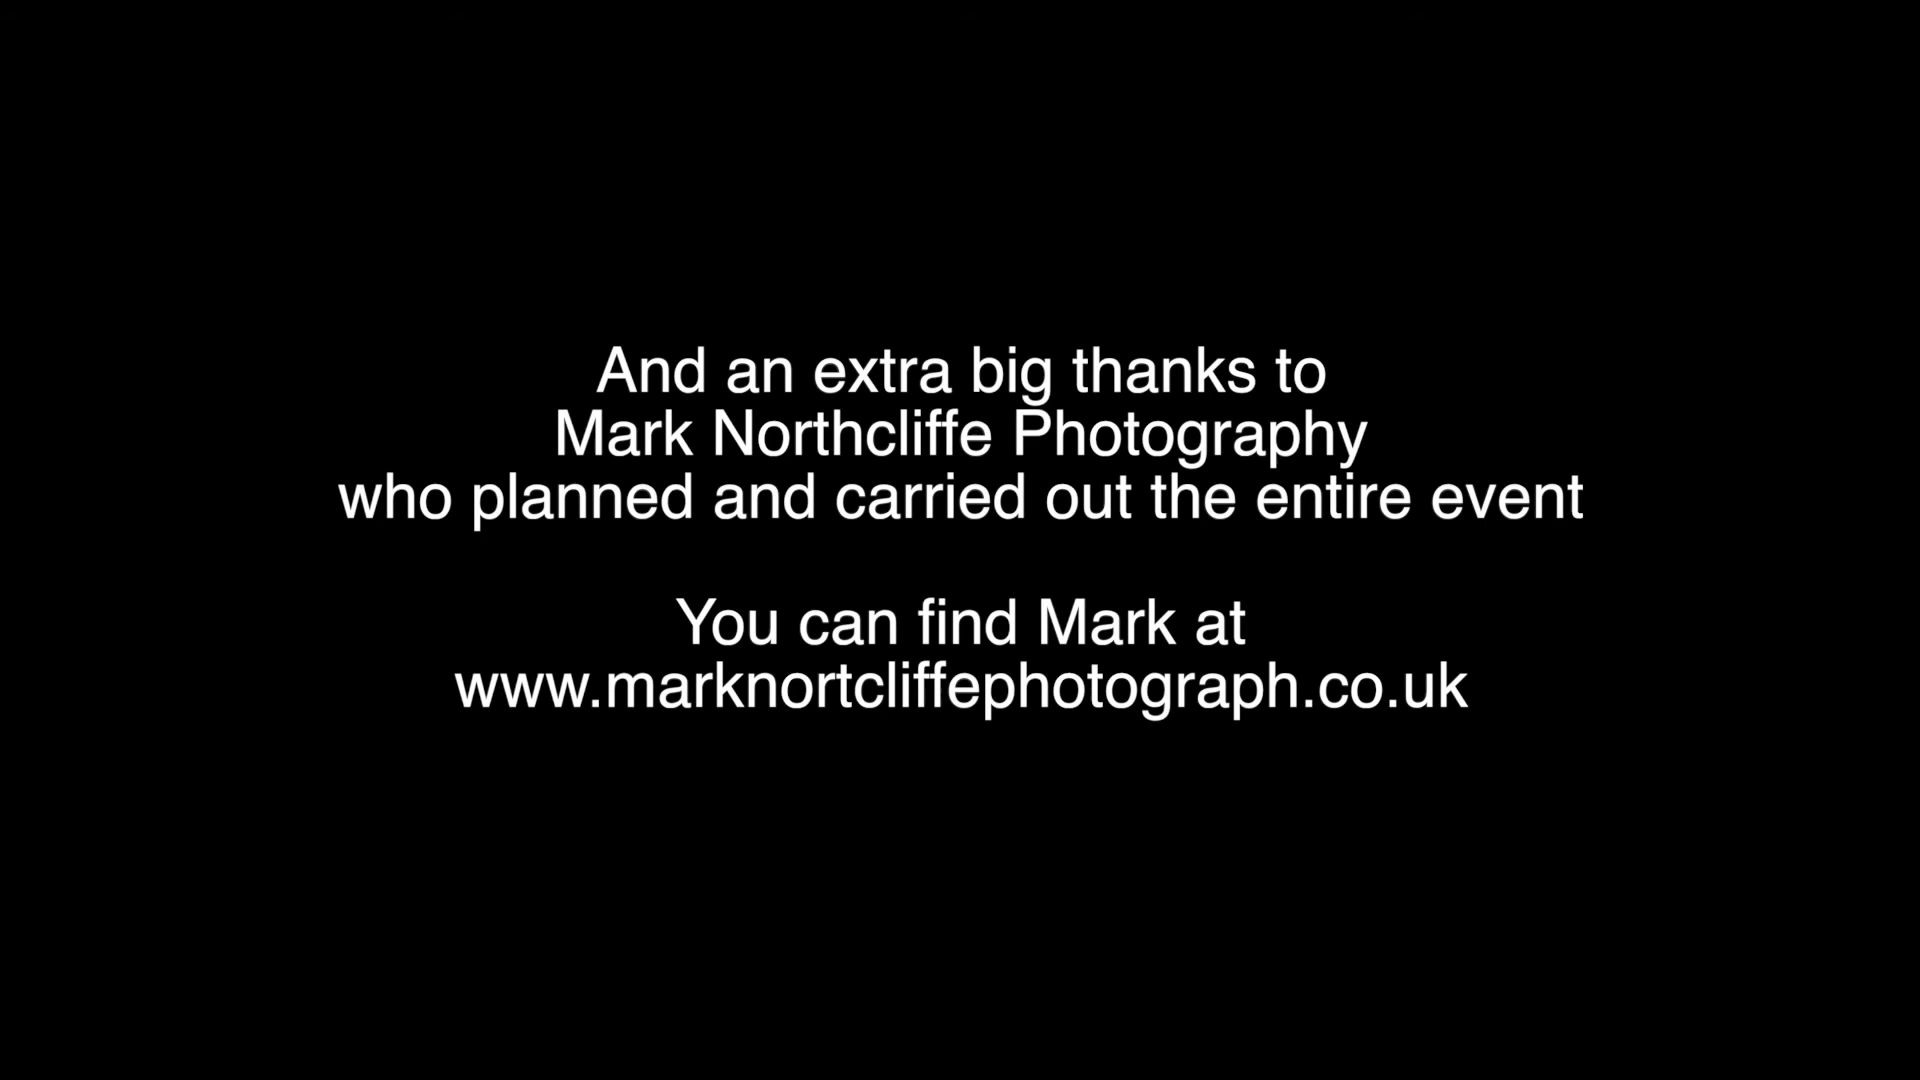 And an extra big thanks to
Mark Northcliffe Photography
who planned and carried out the entire event
You can find Mark at
www.marknortcliffephotograph.co.uk